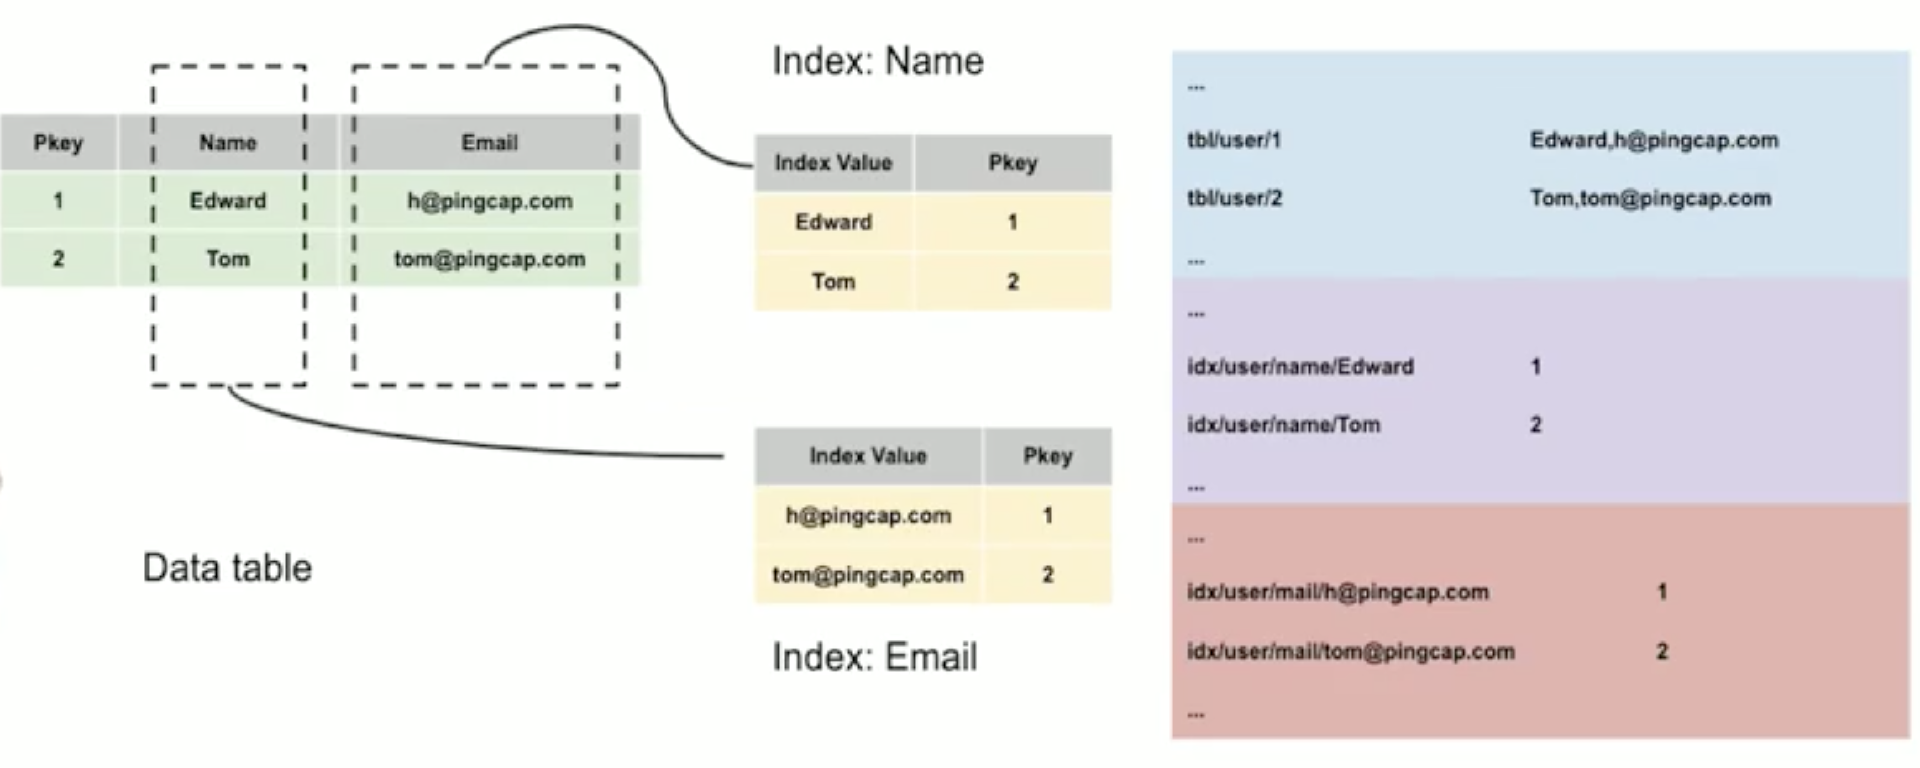 Pkey Name Email
1 Edward h@pingcap.com
2 Tom tom@pingcap.com
Data table
Index: Name
Index Value Pkey
Edward 1
Tom 2
Index Value Pkey
h@pingcap.com 1
tom@pingcap.com 2
Index: Email
...
tbl/user/1 Edward,h@pingcap.com
tbl/user/2 Tom,tom@pingcap.com
...
...
idx/user/name/Edward 1
idx/user/name/Tom 2
...
...
idx/user/mail/h@pingcap.com 1
idx/user/mail/tom@pingcap.com 2
...